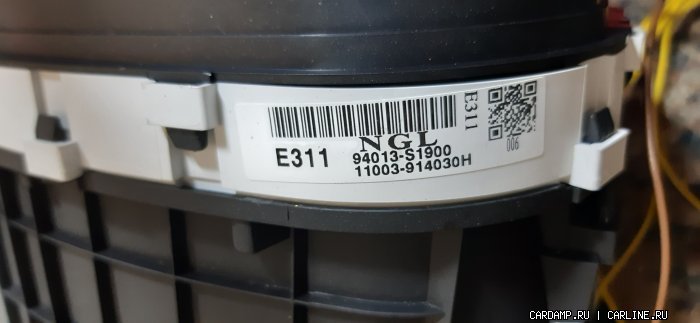 E311
NGL
E311
94013-S1900
11003-914030H
006
CARDAMP.RU | CARLINE.RU